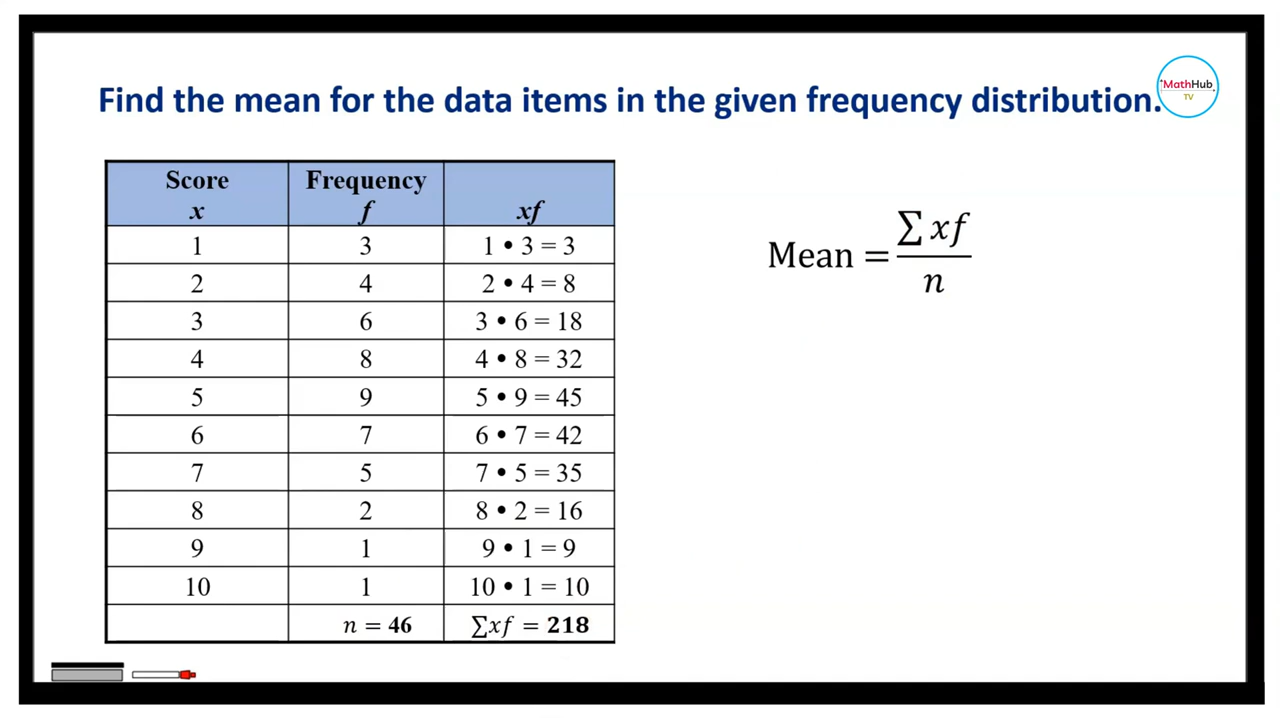 Find the mean for the data items in the given frequency distribution.
MathHub
TV
Score x Frequency f xf
1 3 1 • 3 = 3
2 4 2 • 4 = 8
3 6 3 • 6 = 18
4 8 4 • 8 = 32
5 9 5 • 9 = 45
6 7 6 • 7 = 42
7 5 7 • 5 = 35
8 2 8 • 2 = 16
9 1 9 • 1 = 9
10 1 10 • 1 = 10
n = 46 ∑xf = 218
Mean = ∑ xf / n